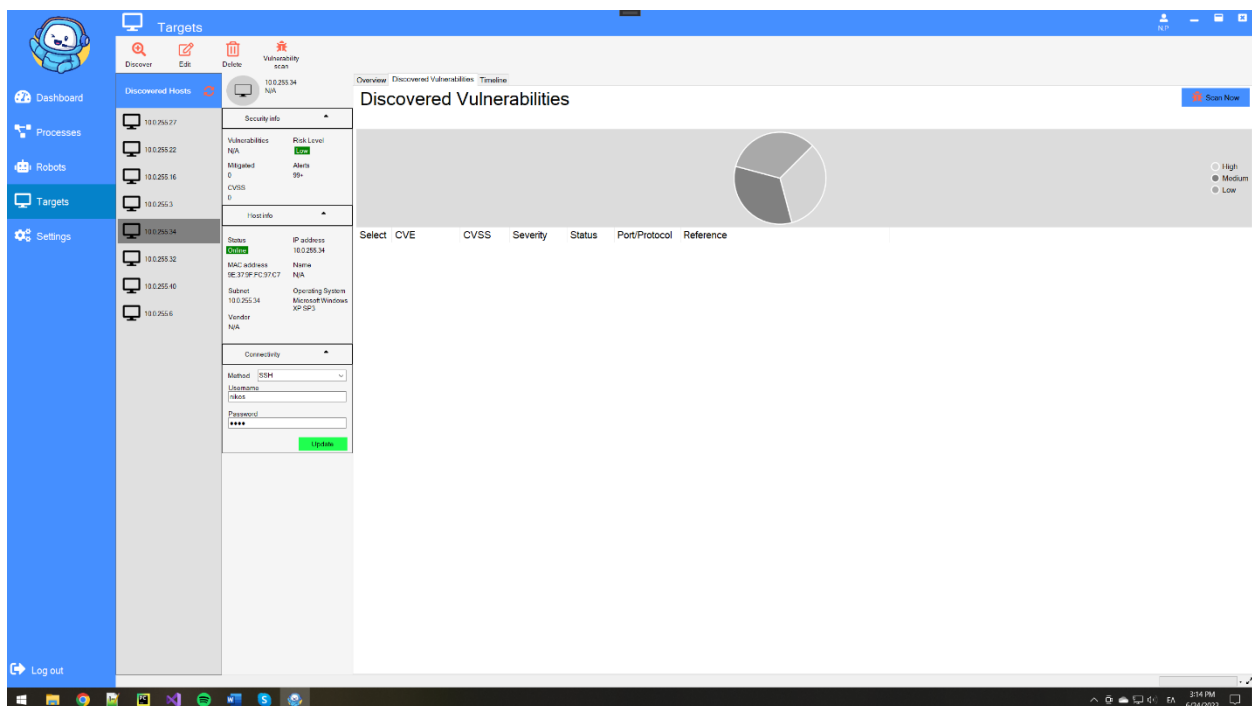 Targets
N.P
Discover Edit Delete Vulnerability scan
Dashboard
Processes
Robots
Targets
Settings
Log out
Discovered Hosts
10.0.255.27
10.0.255.22
10.0.255.16
10.0.255.3
10.0.255.34
10.0.255.32
10.0.255.40
10.0.255.6
10.0.255.34
N/A
Security info
Vulnerabilities Risk Level
N/A Low
Mitigated Alerts
0 99+
CVSS
0
Host info
Status IP address
Online 10.0.255.34
MAC address Name
9E:37:9F:FC:97:C7 N/A
Subnet Operating System
10.0.255.34 Microsoft Windows
XP SP3
Vendor
N/A
Connectivity
Method SSH
Username
nikos
Password
••••
Update
Overview Discovered Vulnerabilities Timeline
Discovered Vulnerabilities
Scan Now
High
Medium
Low
Select CVE CVSS Severity Status Port/Protocol Reference
ΕΛ
3:14 PM